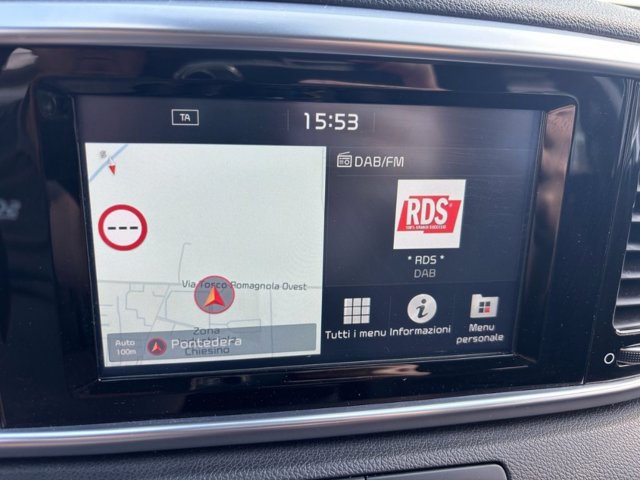 TA
15:53
DAB/FM
RDS
* RDS *
DAB
---
Via Tosco Romagnola Ovest
Zona
Chiesino
Auto
100m
Pontedera
Tutti i menu
Informazioni
Menu
personale